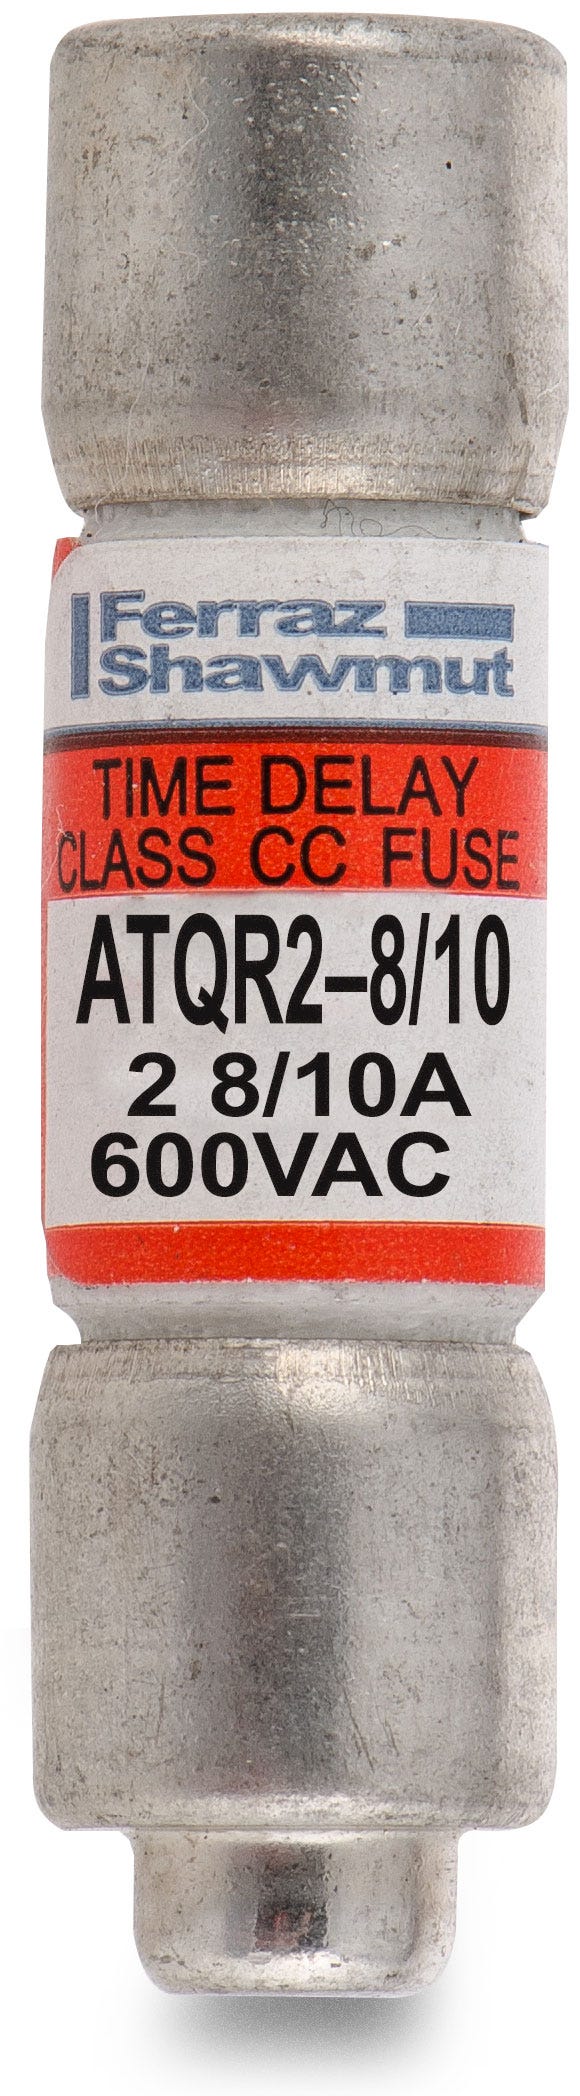 Ferraz
Shawmut
TIME DELAY
CLASS CC FUSE
ATQR2–8/10
2 8/10A
600VAC